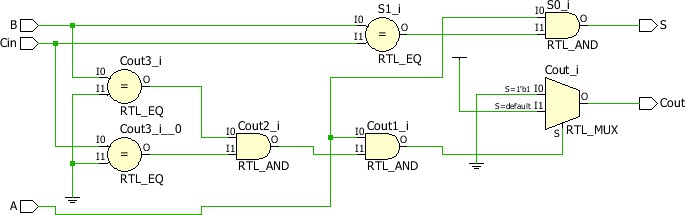 B
Cin
A
I0
I1
S1_i
=
RTL_EQ
I0
I1
S0_i
O
RTL_AND
S
Cout3_i
I0
I1
=
O
RTL_EQ
Cout3_i__0
I0
I1
=
O
RTL_EQ
Cout2_i
I0
I1
O
RTL_AND
Cout1_i
I0
I1
O
RTL_AND
Cout_i
S=1'b1 I0
S=default I1
O
S
RTL_MUX
Cout